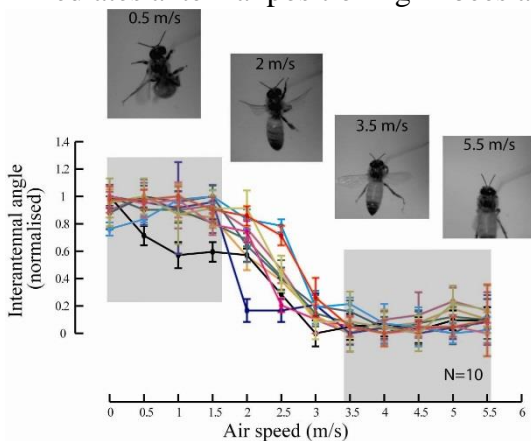 0.5 m/s
2 m/s
3.5 m/s
5.5 m/s
Interantennal angle
(normalised)
1.4
1.2
1
0.8
0.6
0.4
0.2
0
N=10
0 0.5 1 1.5 2 2.5 3 3.5 4 4.5 5 5.5 6
Air speed (m/s)